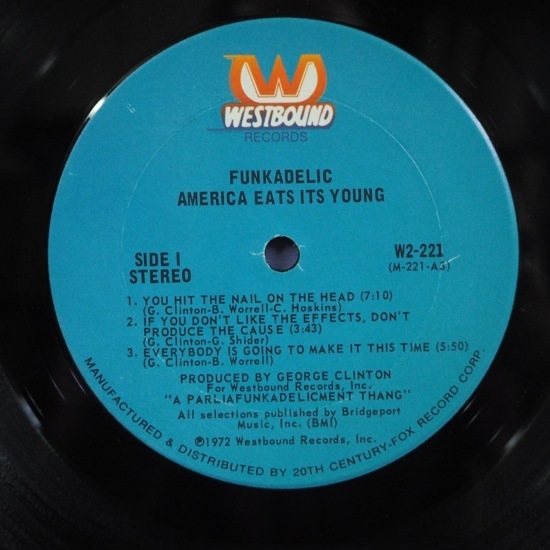 W
WESTBOUND
RECORDS
FUNKADELIC
AMERICA EATS ITS YOUNG
SIDE I
STEREO
W2-221
(M-221-A3)
1. YOU HIT THE NAIL ON THE HEAD (7:10)
(G. Clinton-B. Worrell-C. Haskins)
2. IF YOU DON'T LIKE THE EFFECTS, DON'T
PRODUCE THE CAUSE (3:43)
(G. Clinton-G. Shider)
3. EVERYBODY IS GOING TO MAKE IT THIS TIME (5:50)
(G. Clinton-B. Worrell)
PRODUCED BY GEORGE CLINTON
For Westbound Records, Inc.
"A PARLIAFUNKADELICMENT THANG"
All selections published by Bridgeport
Music, Inc. (BMI)
℗1972 Westbound Records, Inc.
MANUFACTURED & DISTRIBUTED BY 20TH CENTURY-FOX RECORD CORP.